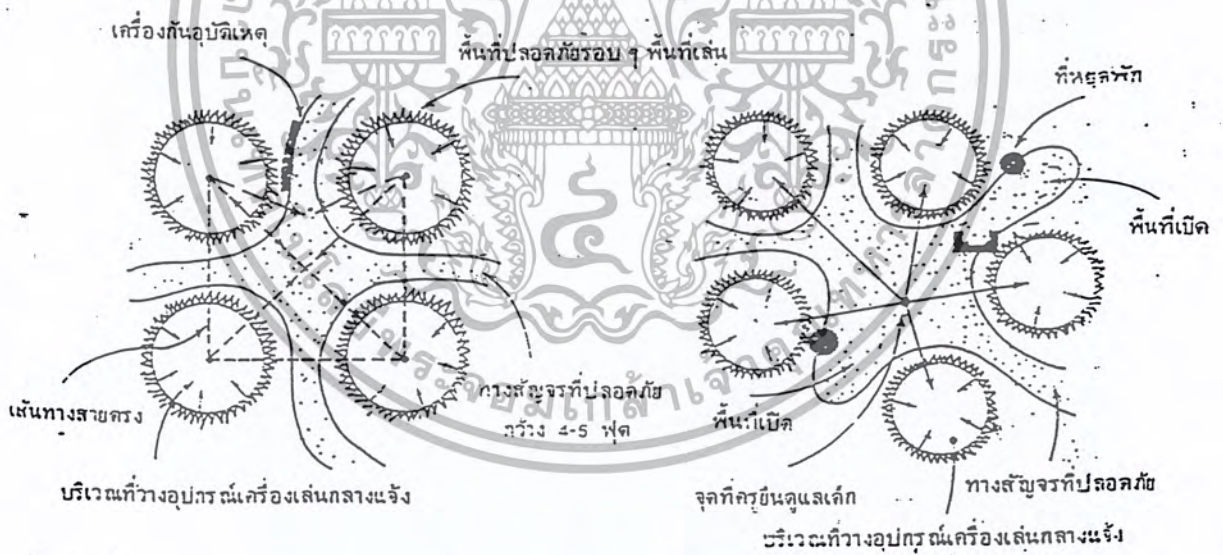 เครื่องกันอุบัติเหตุ
พื้นที่ปลอดภัยรอบ ๆ พื้นที่เล่น
ที่หยุดพัก
พื้นที่เปิด
เส้นทางสายตรง
ทางสัญจรที่ปลอดภัย
กว้าง 4-5 ฟุต
พื้นที่เปิด
บริเวณที่วางอุปกรณ์เครื่องเล่นกลางแจ้ง
จุดที่ครูยืนดูแลเด็ก
ทางสัญจรที่ปลอดภัย
บริเวณที่วางอุปกรณ์เครื่องเล่นกลางแจ้ง